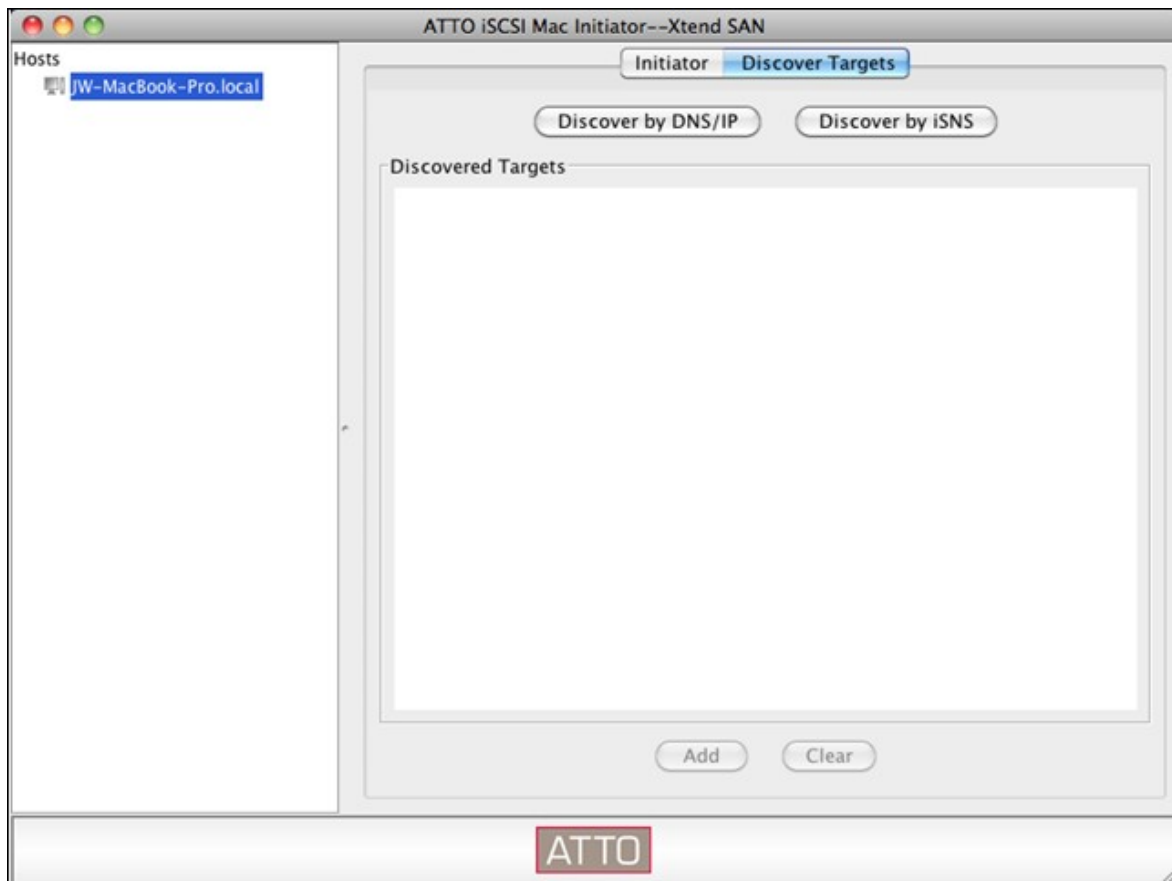 ATTO iSCSI Mac Initiator--Xtend SAN
Hosts
JW-MacBook-Pro.local
Initiator Discover Targets
Discover by DNS/IP Discover by iSNS
Discovered Targets
Add Clear
ATTO